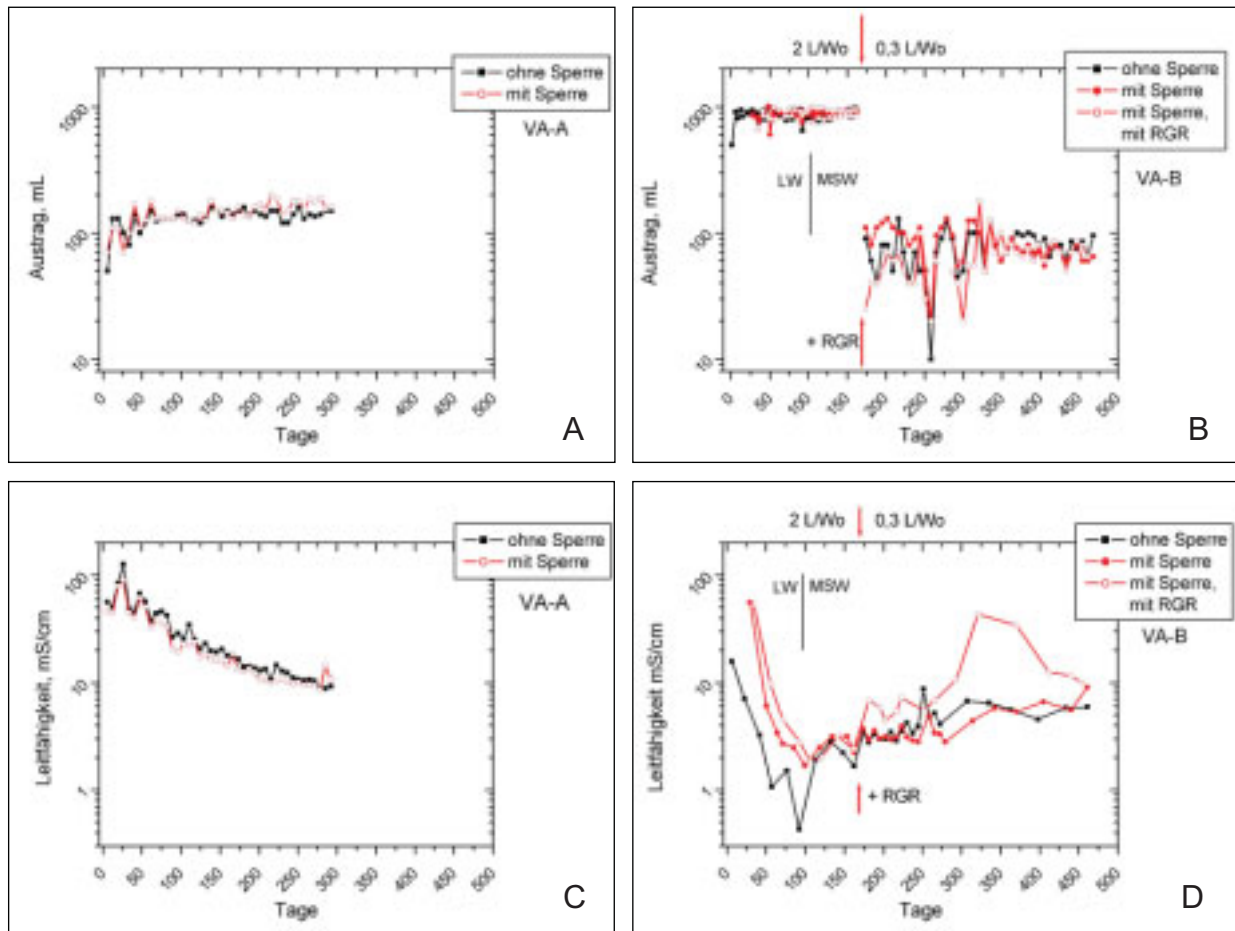 ohne Sperre
mit Sperre
VA-A
Austrag, mL
1000
100
10
0 50 100 150 200 250 300 350 400 450 500
Tage
A
2 L/Wo 0,3 L/Wo
ohne Sperre
mit Sperre
mit Sperre,
mit RGR
VA-B
LW MSW
+ RGR
Austrag, mL
1000
100
10
0 50 100 150 200 250 300 350 400 450 500
Tage
B
ohne Sperre
mit Sperre
VA-A
Leitfähigkeit, mS/cm
100
10
1
0 50 100 150 200 250 300 350 400 450 500
Tage
C
2 L/Wo 0,3 L/Wo
ohne Sperre
mit Sperre
mit Sperre,
mit RGR
VA-B
LW MSW
+ RGR
Leitfähigkeit mS/cm
100
10
1
0 50 100 150 200 250 300 350 400 450 500
Tage
D